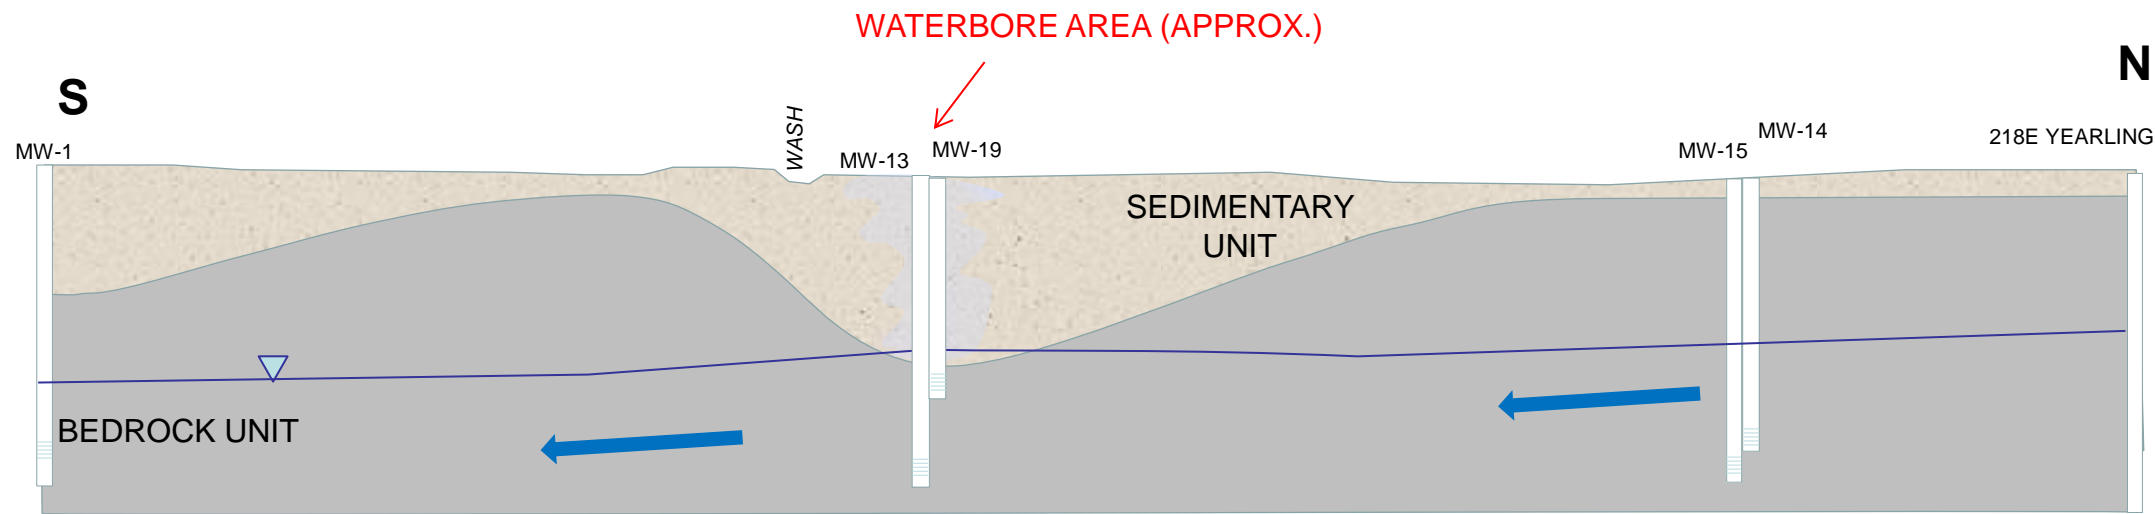 WATERBORE AREA (APPROX.)
S
N
WASH
MW-1
MW-13
MW-19
MW-15
MW-14
218E YEARLING
SEDIMENTARY
UNIT
BEDROCK UNIT